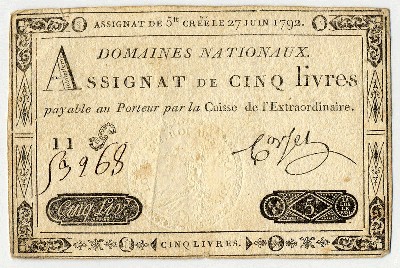 ASSIGNAT DE 5lt CRÉÉ LE 27 JUIN 1792.
DOMAINES NATIONAUX.
ASSIGNAT DE CINQ livres
payable au Porteur par la Caisse de l'Extraordinaire.
11 G
3968
Corsel
Cinq Liv 5
CINQ LIVRES.